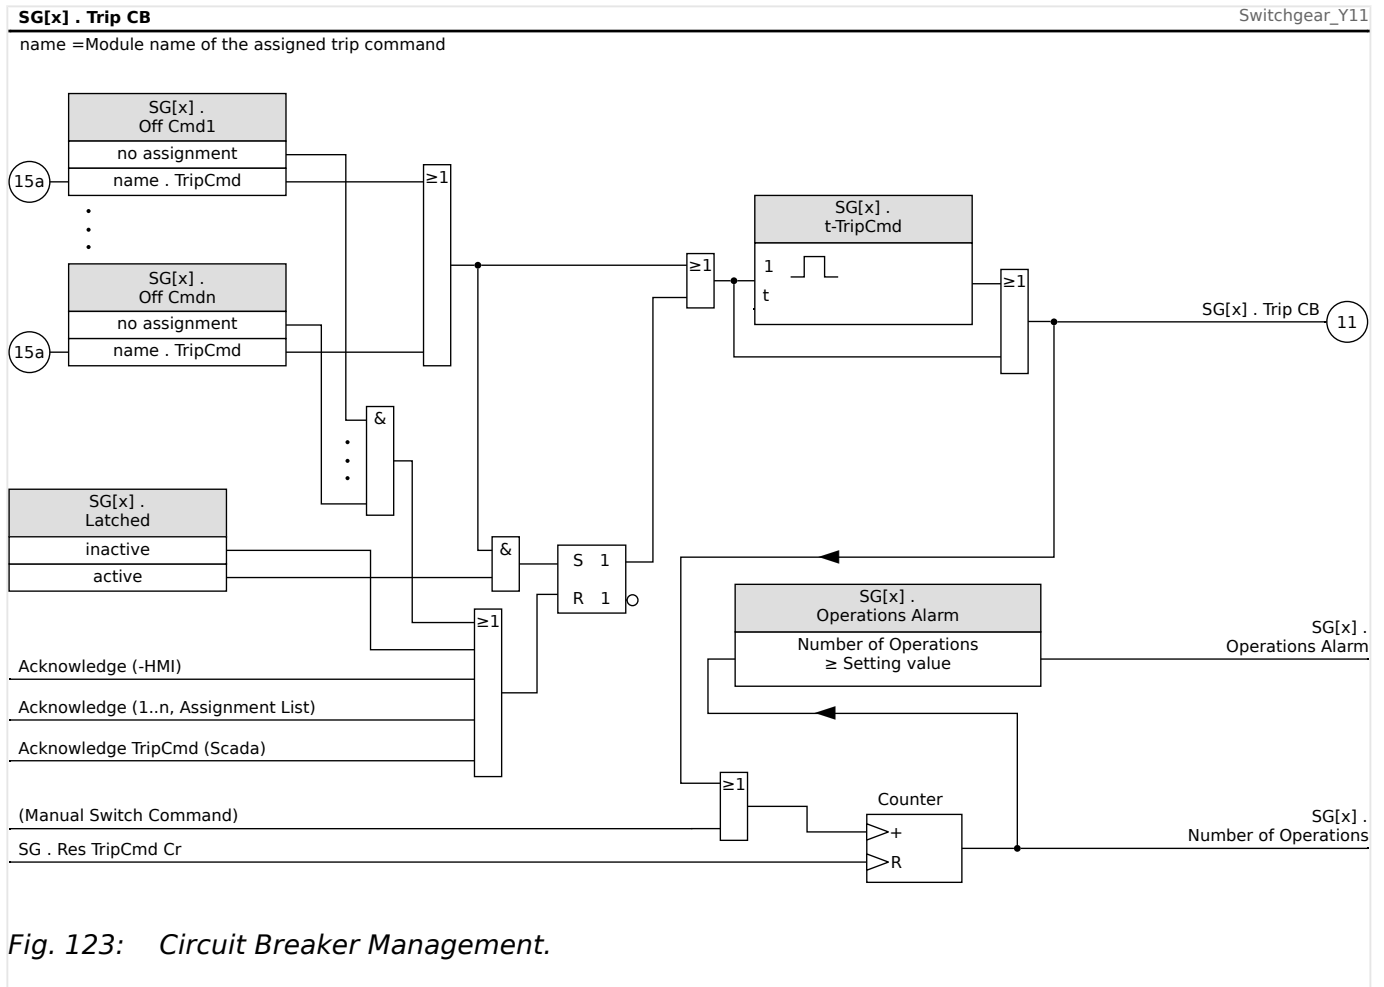 SG[x] . Trip CB
Switchgear_Y11
name =Module name of the assigned trip command
SG[x] .
Off Cmd1
no assignment
15a
name . TripCmd
≥1
SG[x] .
Off Cmdn
no assignment
15a
name . TripCmd
≥1
SG[x] .
t-TripCmd
1
t
≥1
SG[x] . Trip CB
11
&
SG[x] .
Latched
inactive
active
&
S 1
R 1
≥1
Acknowledge (-HMI)
Acknowledge (1..n, Assignment List)
Acknowledge TripCmd (Scada)
SG[x] .
Operations Alarm
Number of Operations
≥ Setting value
SG[x] .
Operations Alarm
(Manual Switch Command)
SG . Res TripCmd Cr
≥1
Counter
+
R
SG[x] .
Number of Operations
Fig. 123: Circuit Breaker Management.